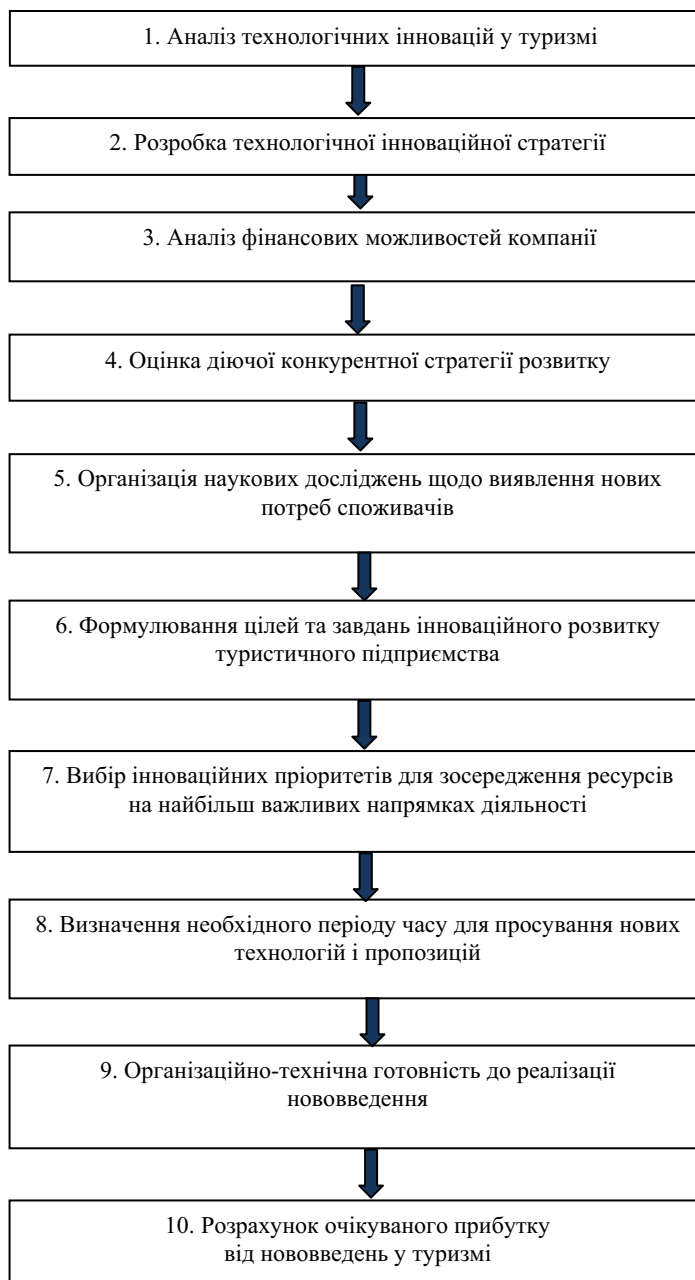 1. Аналіз технологічних інновацій у туризмі
2. Розробка технологічної інноваційної стратегії
3. Аналіз фінансових можливостей компанії
4. Оцінка діючої конкурентної стратегії розвитку
5. Організація наукових досліджень щодо виявлення нових
потреб споживачів
6. Формулювання цілей та завдань інноваційного розвитку
туристичного підприємства
7. Вибір інноваційних пріоритетів для зосередження ресурсів
на найбільш важливих напрямках діяльності
8. Визначення необхідного періоду часу для просування нових
технологій і пропозицій
9. Організаційно-технічна готовність до реалізації
нововведення
10. Розрахунок очікуваного прибутку
від нововведень у туризмі